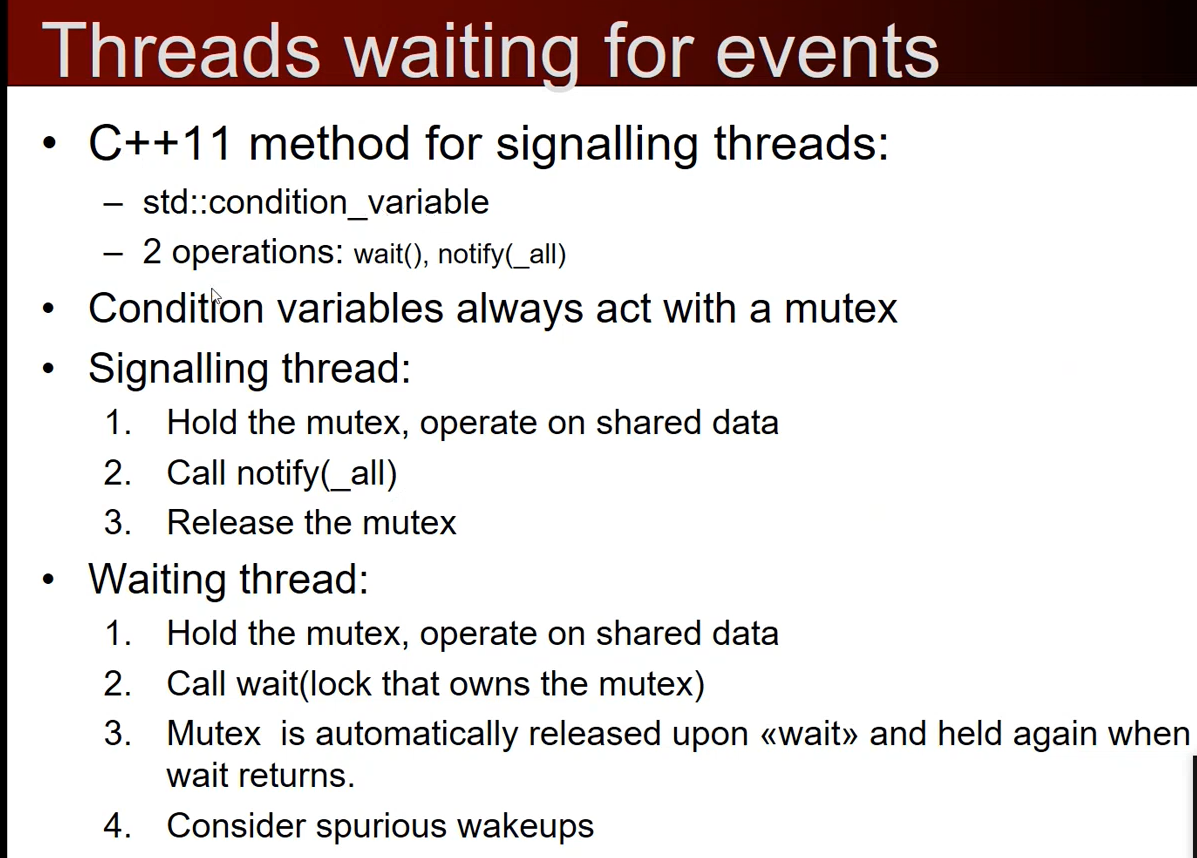 Threads waiting for events
• C++11 method for signalling threads:
– std::condition_variable
– 2 operations: wait(), notify(_all)
• Condition variables always act with a mutex
• Signalling thread:
1. Hold the mutex, operate on shared data
2. Call notify(_all)
3. Release the mutex
• Waiting thread:
1. Hold the mutex, operate on shared data
2. Call wait(lock that owns the mutex)
3. Mutex is automatically released upon «wait» and held again when
wait returns.
4. Consider spurious wakeups